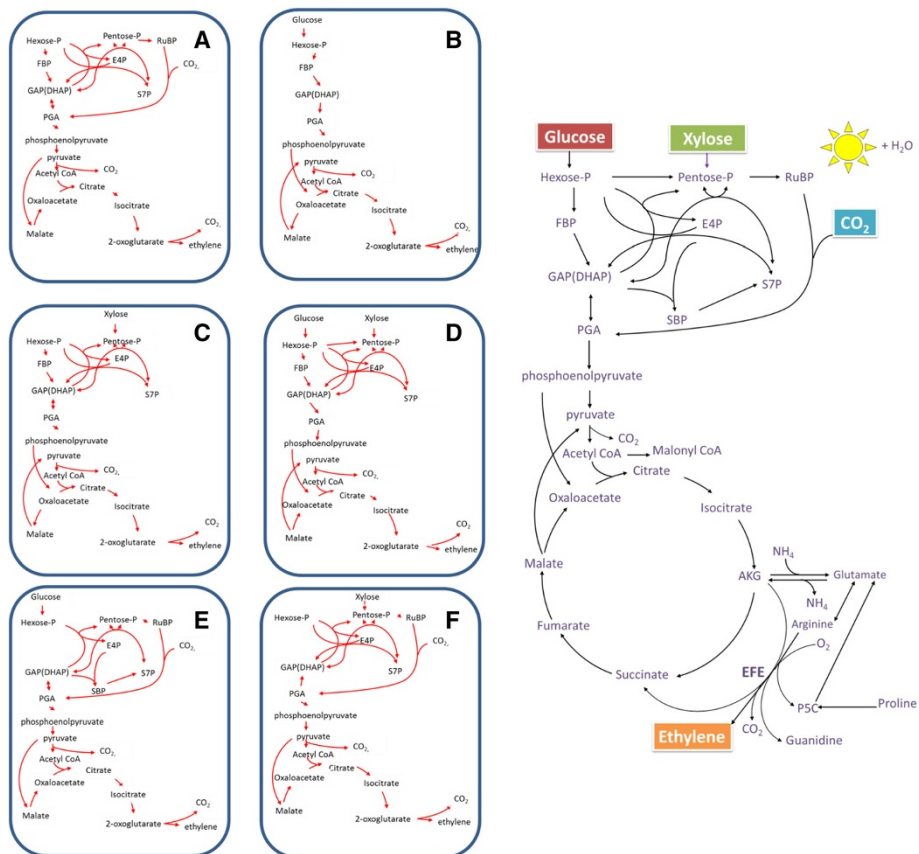 A
Hexose-P
Pentose-P
RuBP
FBP
E4P
CO2,
GAP(DHAP)
S7P
PGA
phosphoenolpyruvate
pyruvate
CO2
Acetyl CoA
Citrate
Oxaloacetate
Isocitrate
CO2,
Malate
2-oxoglutarate
ethylene
B
Glucose
Hexose-P
FBP
GAP(DHAP)
PGA
phosphoenolpyruvate
pyruvate
CO2,
Acetyl CoA
Citrate
Oxaloacetate
Isocitrate
CO2,
Malate
2-oxoglutarate
ethylene
C
Xylose
Hexose-P
Pentose-P
FBP
E4P
GAP(DHAP)
S7P
PGA
phosphoenolpyruvate
pyruvate
CO2,
Acetyl CoA
Citrate
Oxaloacetate
Isocitrate
CO2
Malate
2-oxoglutarate
ethylene
D
Glucose
Xylose
Hexose-P
Pentose-P
FBP
E4P
GAP(DHAP)
S7P
PGA
phosphoenolpyruvate
pyruvate
CO2,
Acetyl CoA
Citrate
Oxaloacetate
Isocitrate
CO2
Malate
2-oxoglutarate
ethylene
E
Glucose
Hexose-P
Pentose-P
RuBP
E4P
CO2,
GAP(DHAP)
S7P
SBP
PGA
phosphoenolpyruvate
pyruvate
CO2,
Acetyl CoA
Citrate
Oxaloacetate
Isocitrate
CO2
Malate
2-oxoglutarate
ethylene
F
Xylose
Hexose-P
Pentose-P
RuBP
E4P
CO2,
GAP(DHAP)
S7P
PGA
phosphoenolpyruvate
pyruvate
CO2,
Acetyl CoA
Citrate
Oxaloacetate
Isocitrate
CO2
Malate
2-oxoglutarate
ethylene
Glucose
Xylose
+ H2O
Hexose-P
Pentose-P
RuBP
FBP
E4P
CO2
GAP(DHAP)
S7P
SBP
PGA
phosphoenolpyruvate
pyruvate
CO2
Acetyl CoA
Malonyl CoA
Citrate
Oxaloacetate
Isocitrate
NH4
Malate
AKG
Glutamate
NH4
Arginine
Fumarate
O2
Succinate
EFE
P5C
Proline
Ethylene
CO2
Guanidine